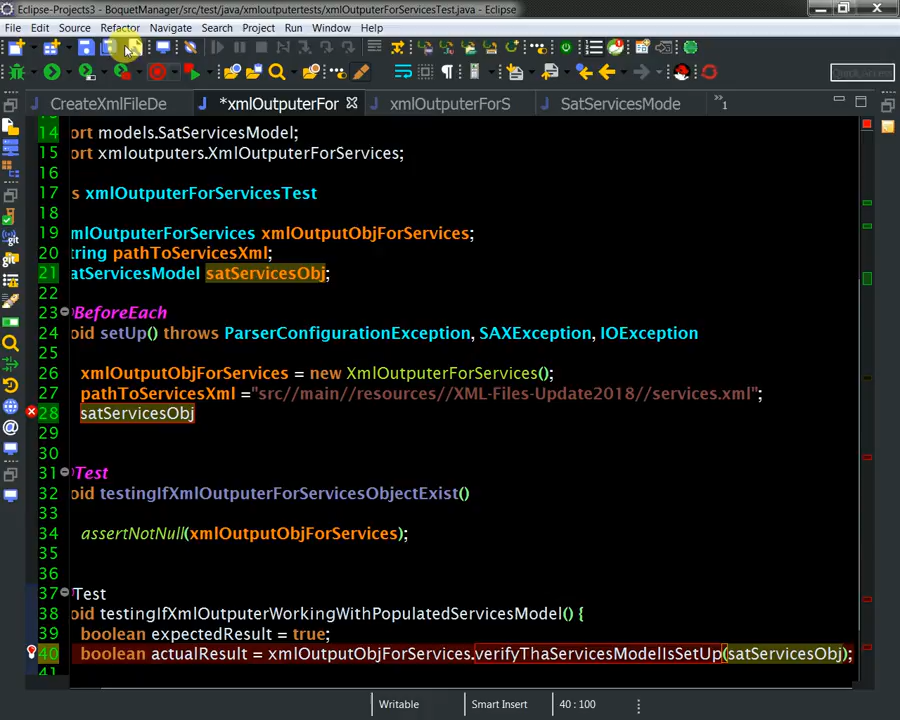 Eclipse-Projects3 - BoquetManager/src/test/java/xmloutputertests/xmlOutputerForServicesTest.java - Eclipse
File Edit Source Refactor Navigate Search Project Run Window Help
Quick Access
CreateXmlFileDe *xmlOutputerFor xmlOutputerForS SatServicesMode »1
14 ort models.SatServicesModel;
15 ort xmloutputers.XmlOutputerForServices;
16
17 s xmlOutputerForServicesTest
18
19 mlOutputerForServices xmlOutputObjForServices;
20 tring pathToServicesXml;
21 atServicesModel satServicesObj;
22
23 @BeforeEach
24 oid setUp() throws ParserConfigurationException, SAXException, IOException
25
26 xmlOutputObjForServices = new XmlOutputerForServices();
27 pathToServicesXml ="src//main//resources//XML-Files-Update2018//services.xml";
28 satServicesObj
29
30
31 @Test
32 oid testingIfXmlOutputerForServicesObjectExist()
33
34 assertNotNull(xmlOutputObjForServices);
35
36
37 Test
38 oid testingIfXmlOutputerWorkingWithPopulatedServicesModel() {
39 boolean expectedResult = true;
40 boolean actualResult = xmlOutputObjForServices.verifyThaServicesModelIsSetUp(satServicesObj);
41
Writable Smart Insert 40 : 100